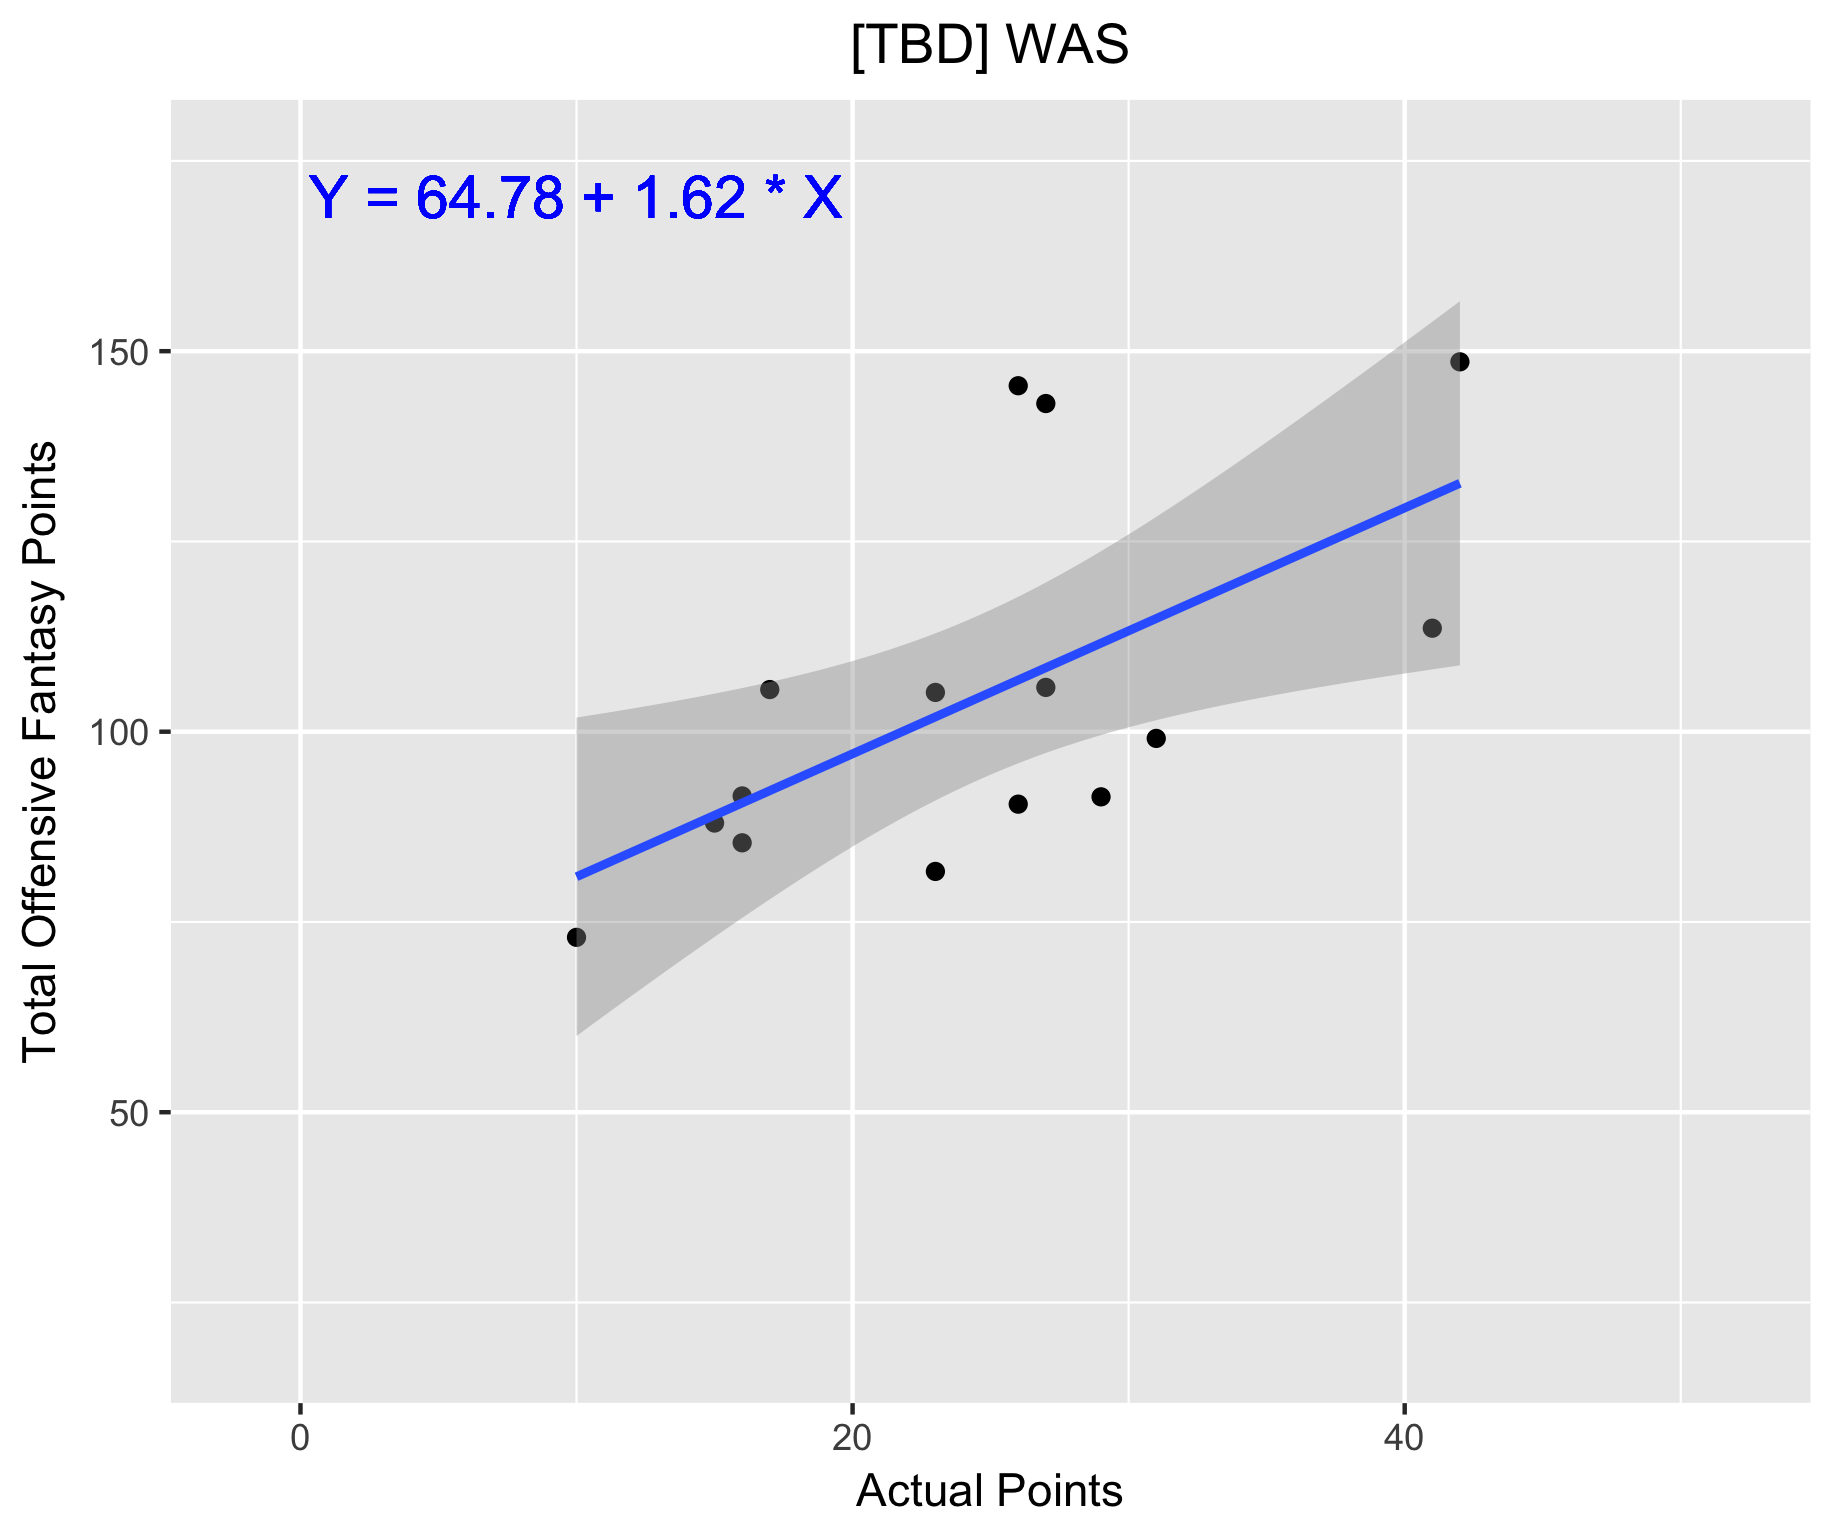 [TBD] WAS
Y = 64.78 + 1.62 * X
Total Offensive Fantasy Points
150
100
50
0
20
40
Actual Points